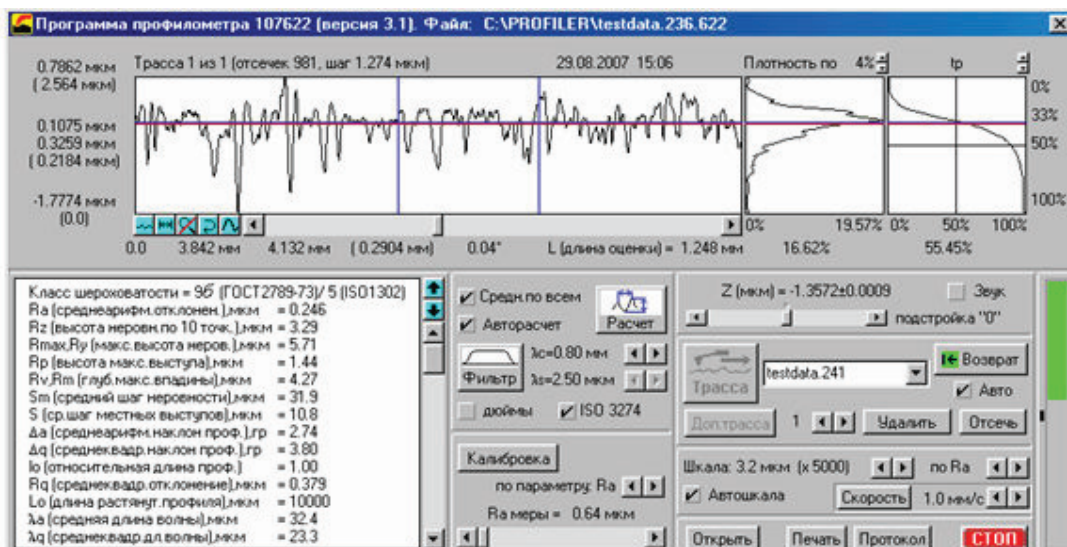 Программа профилометра 107622 (версия 3.1). Файл: C:\PROFILER\testdata.236.622
0.7862 мкм
(2.564 мкм)
Трасса 1 из 1 (отсечек 981, шаг 1.274 мкм) 29.08.2007 15:06
Плотность по 4%
tp
0%
33%
50%
100%
0.1075 мкм
0.3259 мкм
(0.2184 мкм)
-1.7774 мкм
(0.0)
0% 19.57% 0% 50% 100%
0.0 3.842 мм 4.132 мм (0.2904 мм) 0.04° L (длина оценки) = 1.248 мм 16.62% 55.45%
Класс шероховатости = 9б (ГОСТ2789-73)/ 5 (ISO1302)
Ra (среднеарифм.отклонен.),мкм = 0.246
Rz (высота неровн.по 10 точк.),мкм = 3.29
Rmax,Ry (макс.высота неров.),мкм = 5.71
Rp (высота макс.выступа),мкм = 1.44
Rv,Rm (глуб.макс.впадины),мкм = 4.27
Sm (средний шаг неровности),мкм = 31.9
S (ср.шаг местных выступов),мкм = 10.8
Δa (среднеарифм.наклон проф.),гр = 2.74
Δq (среднеквадр.наклон проф.),гр = 3.80
lo (относительная длина проф.) = 1.00
Rq (среднеквадр.отклонение),мкм = 0.379
Lo (длина растянут.профиля),мкм = 10000
λa (средняя длина волны),мкм = 32.4
λq (среднеквадр.дл.волны),мкм = 23.3
Средн.по всем
Авторасчет
Расчет
Фильтр
λc=0.80 мм
λs=2.50 мкм
дюймы
ISO 3274
Калибровка
по параметру: Ra
Ra меры = 0.64 мкм
Z (мкм) = -1.3572±0.0009
Звук
подстройка "0"
Трасса
testdata.241
Возврат
Авто
Доп.трасса
1
Удалить
Отсечь
Шкала: 3.2 мкм (x 5000)
по Ra
Автошкала
Скорость
1.0 мм/с
Открыть
Печать
Протокол
СТОП